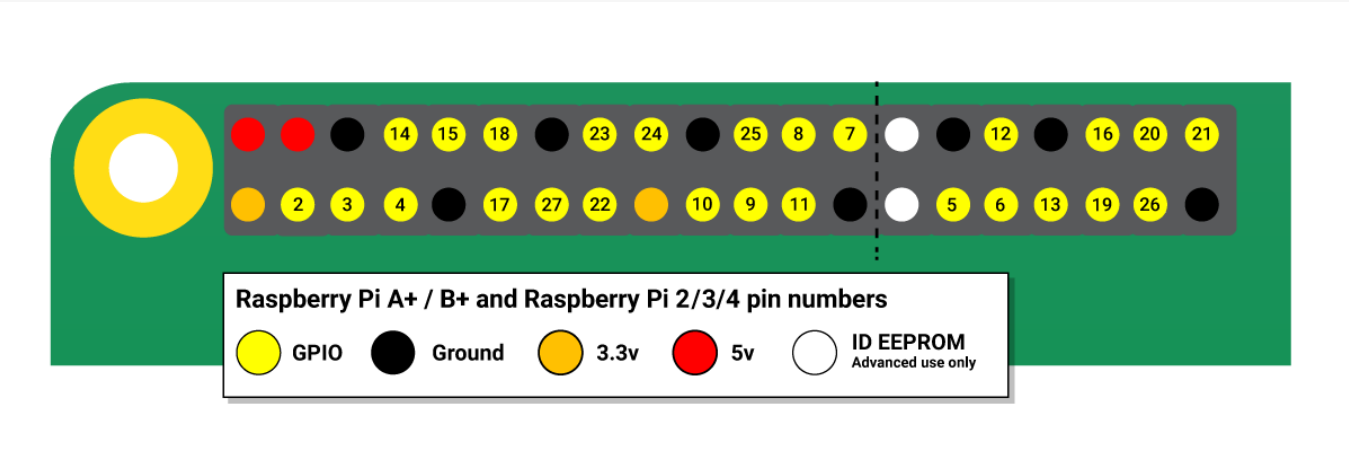 14 15 18 23 24 25 8 7 12 16 20 21
2 3 4 17 27 22 10 9 11 5 6 13 19 26
Raspberry Pi A+ / B+ and Raspberry Pi 2/3/4 pin numbers
GPIO Ground 3.3v 5v ID EEPROM
Advanced use only